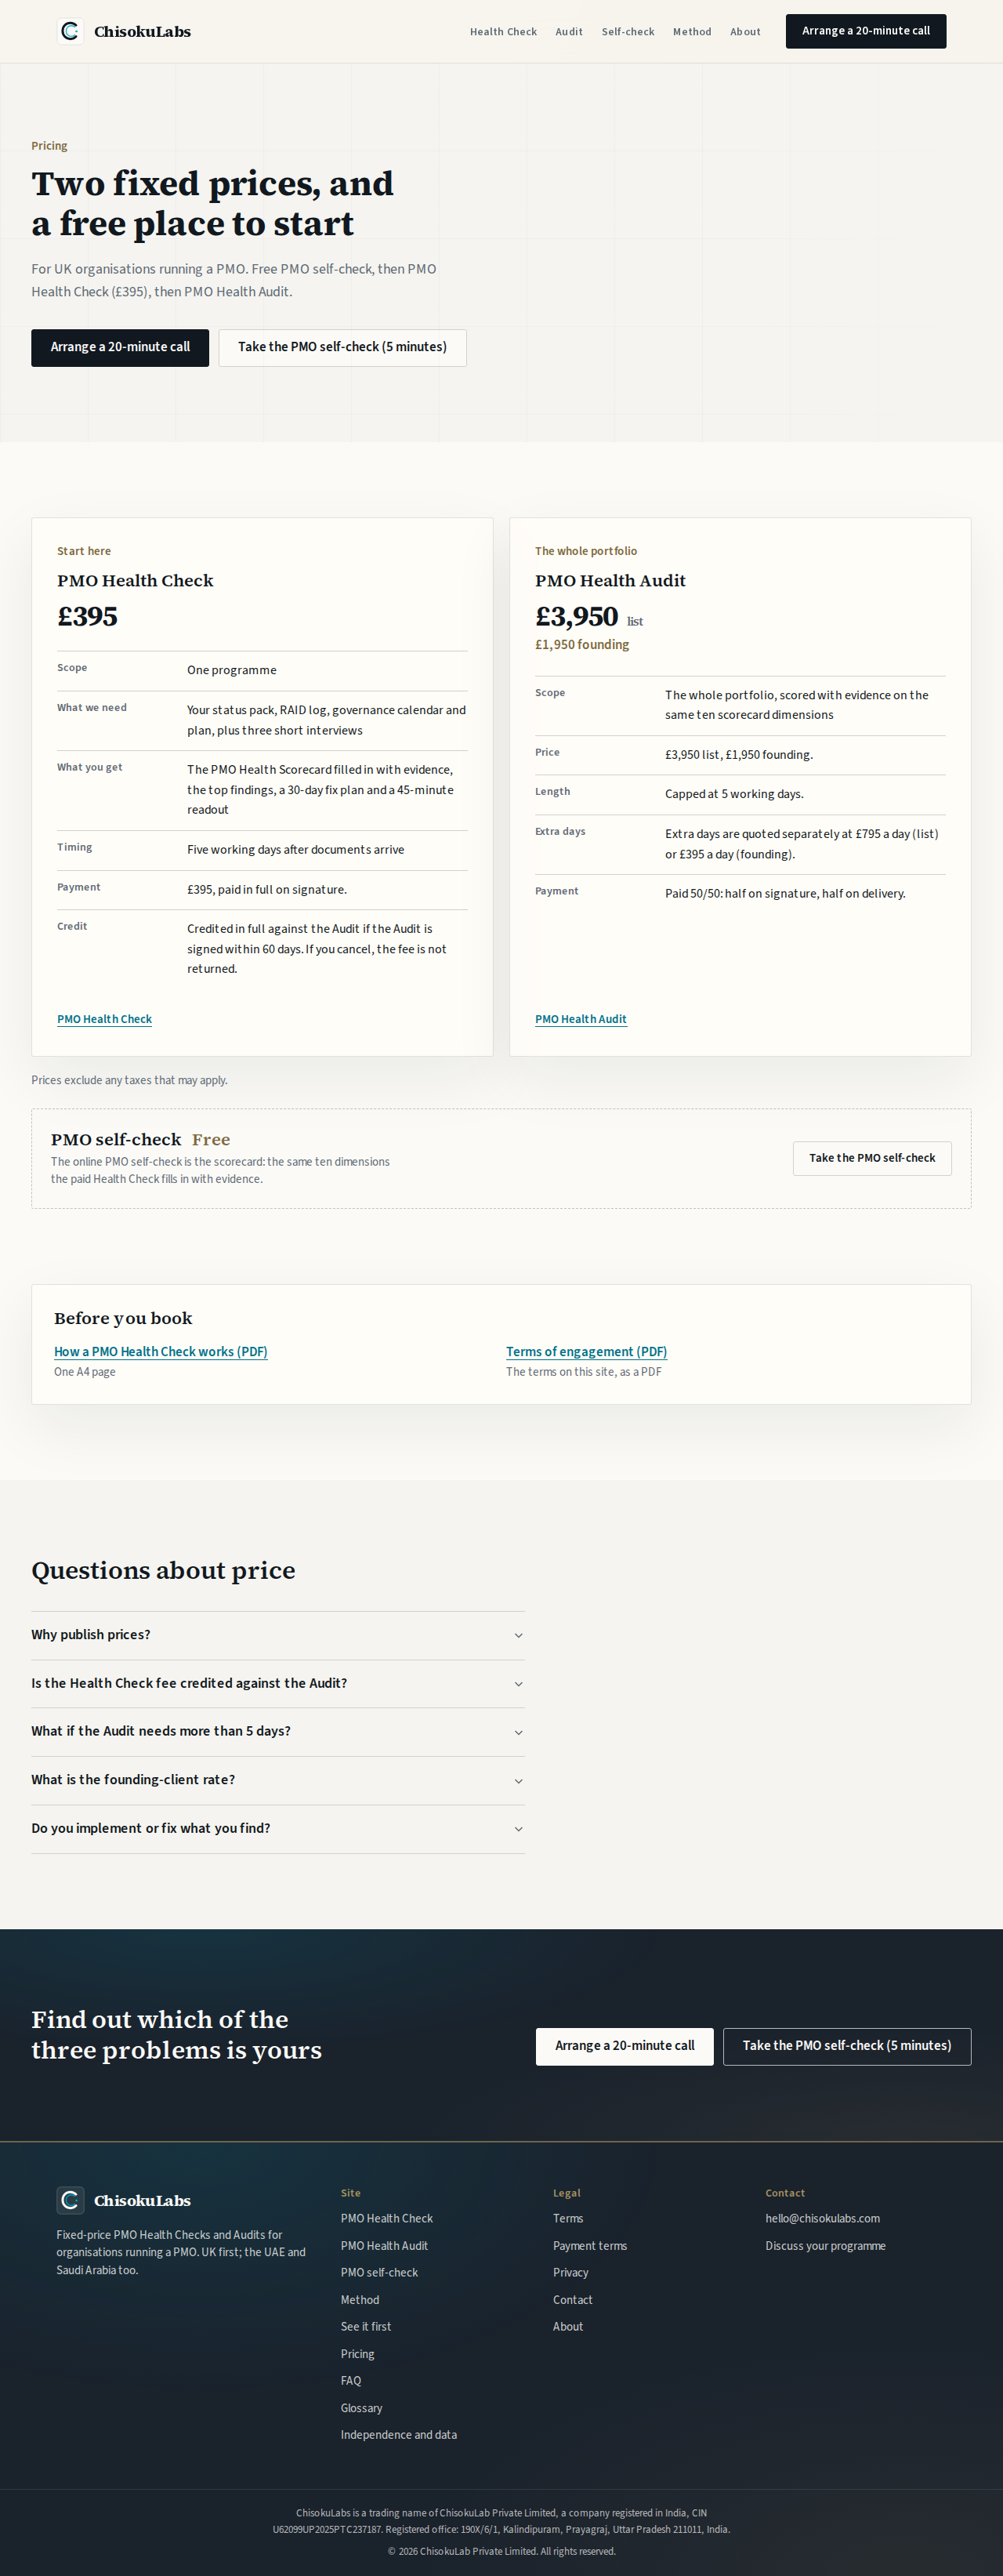 ChisokuLabs
Health Check
Audit
Self-check
Method
About
Arrange a 20-minute call
Pricing
Two fixed prices, and
a free place to start
For UK organisations running a PMO. Free PMO self-check, then PMO
Health Check (£395), then PMO Health Audit.
Arrange a 20-minute call
Take the PMO self-check (5 minutes)
Start here
PMO Health Check
£395
Scope
One programme
What we need
Your status pack, RAID log, governance calendar and
plan, plus three short interviews
What you get
The PMO Health Scorecard filled in with evidence,
the top findings, a 30-day fix plan and a 45-minute
readout
Timing
Five working days after documents arrive
Payment
£395, paid in full on signature.
Credit
Credited in full against the Audit if the Audit is
signed within 60 days. If you cancel, the fee is not
returned.
PMO Health Check
The whole portfolio
PMO Health Audit
£3,950 list
£1,950 founding
Scope
The whole portfolio, scored with evidence on the
same ten scorecard dimensions
Price
£3,950 list, £1,950 founding.
Length
Capped at 5 working days.
Extra days
Extra days are quoted separately at £795 a day (list)
or £395 a day (founding).
Payment
Paid 50/50: half on signature, half on delivery.
PMO Health Audit
Prices exclude any taxes that may apply.
PMO self-check Free
The online PMO self-check is the scorecard: the same ten dimensions
the paid Health Check fills in with evidence.
Take the PMO self-check
Before you book
How a PMO Health Check works (PDF)
One A4 page
Terms of engagement (PDF)
The terms on this site, as a PDF
Questions about price
Why publish prices?
Is the Health Check fee credited against the Audit?
What if the Audit needs more than 5 days?
What is the founding-client rate?
Do you implement or fix what you find?
Find out which of the
three problems is yours
Arrange a 20-minute call
Take the PMO self-check (5 minutes)
ChisokuLabs
Fixed-price PMO Health Checks and Audits for
organisations running a PMO. UK first; the UAE and
Saudi Arabia too.
Site
PMO Health Check
PMO Health Audit
PMO self-check
Method
See it first
Pricing
FAQ
Glossary
Independence and data
Legal
Terms
Payment terms
Privacy
Contact
About
Contact
hello@chisokulabs.com
Discuss your programme
ChisokuLabs is a trading name of ChisokuLab Private Limited, a company registered in India, CIN
U62099UP2025PTC237187. Registered office: 190X/6/1, Kalindipuram, Prayagraj, Uttar Pradesh 211011, India.
© 2026 ChisokuLab Private Limited. All rights reserved.